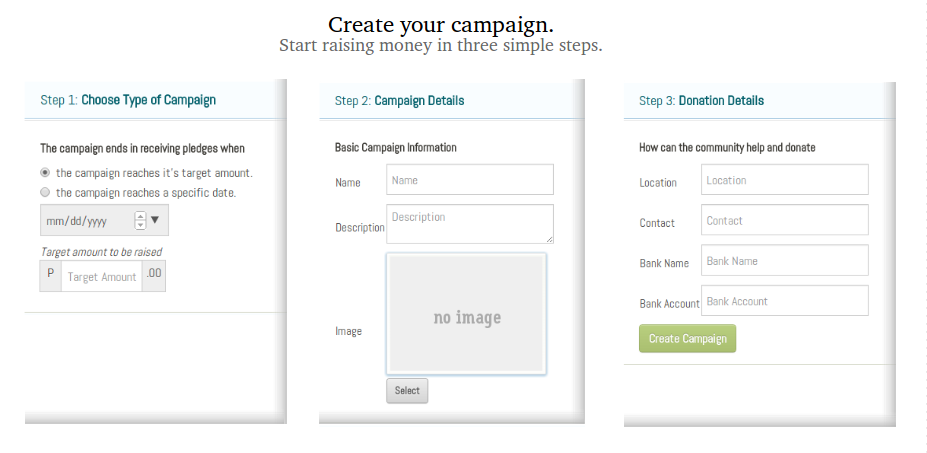 Create your campaign.
Start raising money in three simple steps.
Step 1: Choose Type of Campaign
The campaign ends in receiving pledges when
the campaign reaches it's target amount.
the campaign reaches a specific date.
mm/dd/yyyy
Target amount to be raised
P Target Amount .00
Step 2: Campaign Details
Basic Campaign Information
Name Name
Description Description
Image no image
Select
Step 3: Donation Details
How can the community help and donate
Location Location
Contact Contact
Bank Name Bank Name
Bank Account Bank Account
Create Campaign